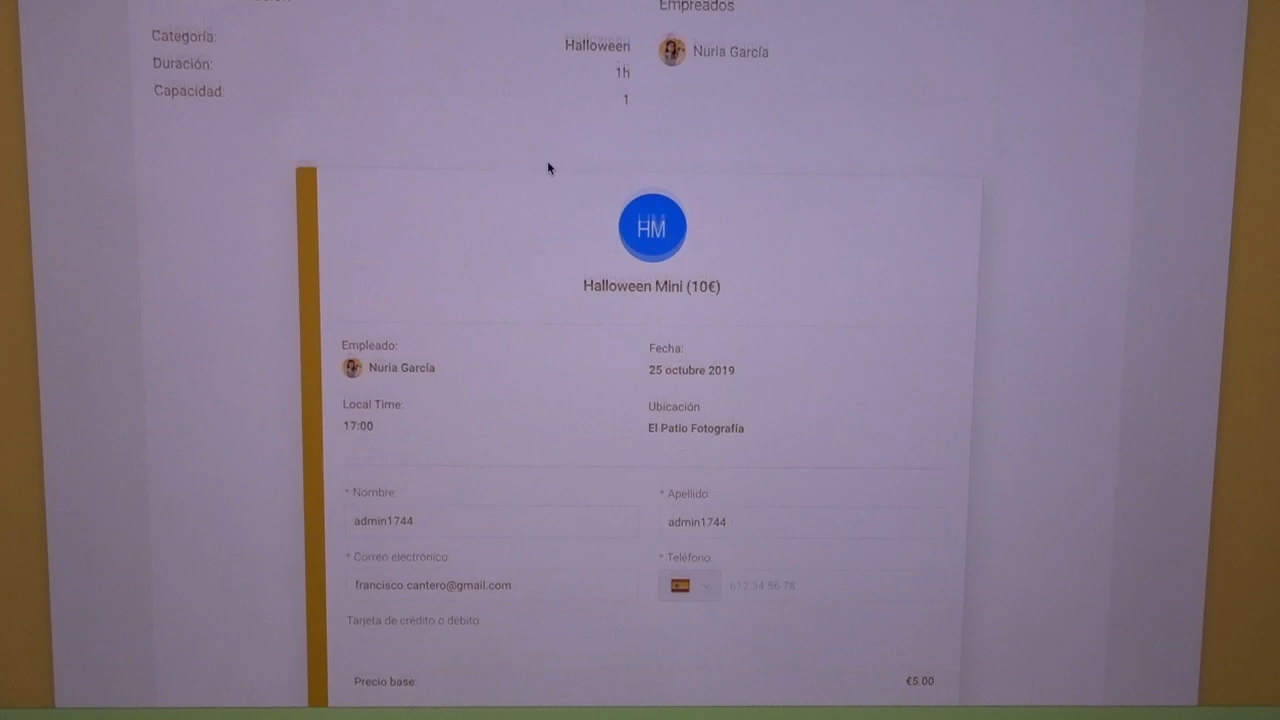 Empreados
Categoría:
Halloween
Nuria García
Duración:
1h
Capacidad:
1
HM
Halloween Mini (10€)
Empleado:
Fecha:
Nuria García
25 octubre 2019
Local Time:
Ubicación
17:00
El Patio Fotografía
* Nombre:
* Apellido:
admin1744
admin1744
* Correo electrónico:
* Teléfono:
francisco.cantero@gmail.com
612 34 56 78
Tarjeta de crédito o débito:
Precio base:
€5.00